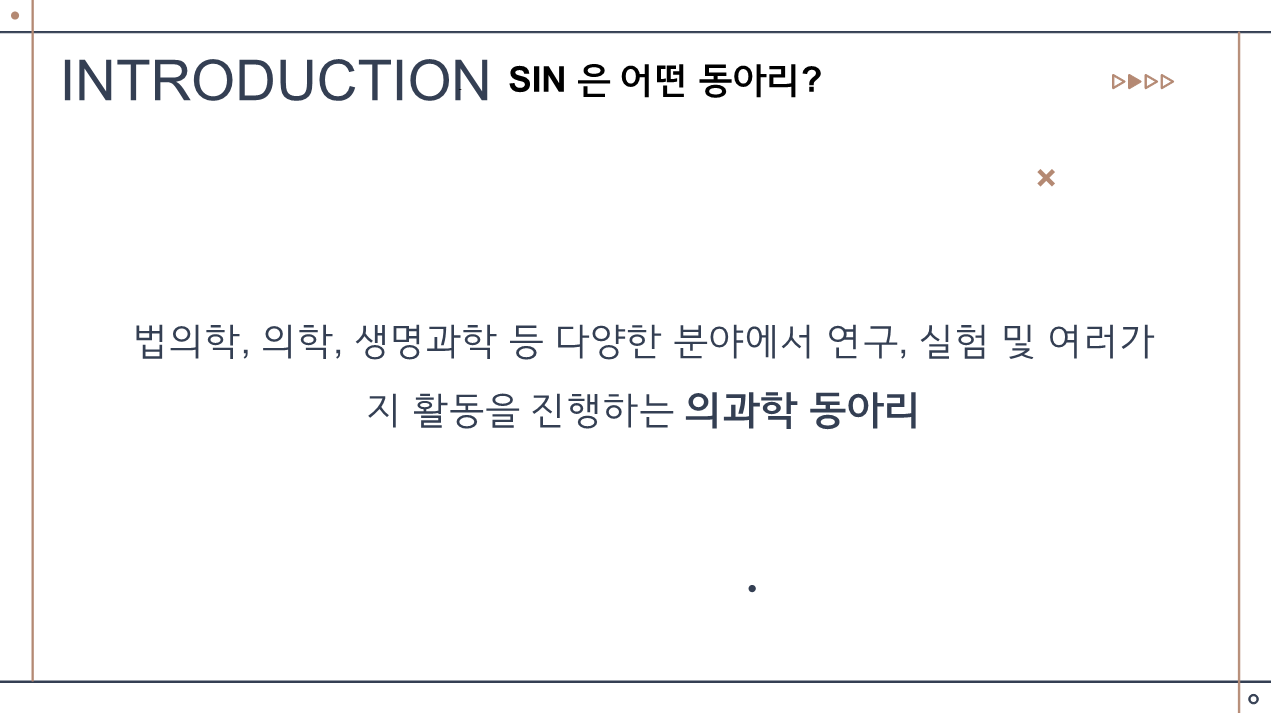 INTRODUCTION SIN 은 어떤 동아리?
법의학, 의학, 생명과학 등 다양한 분야에서 연구, 실험 및 여러가
지 활동을 진행하는 의과학 동아리